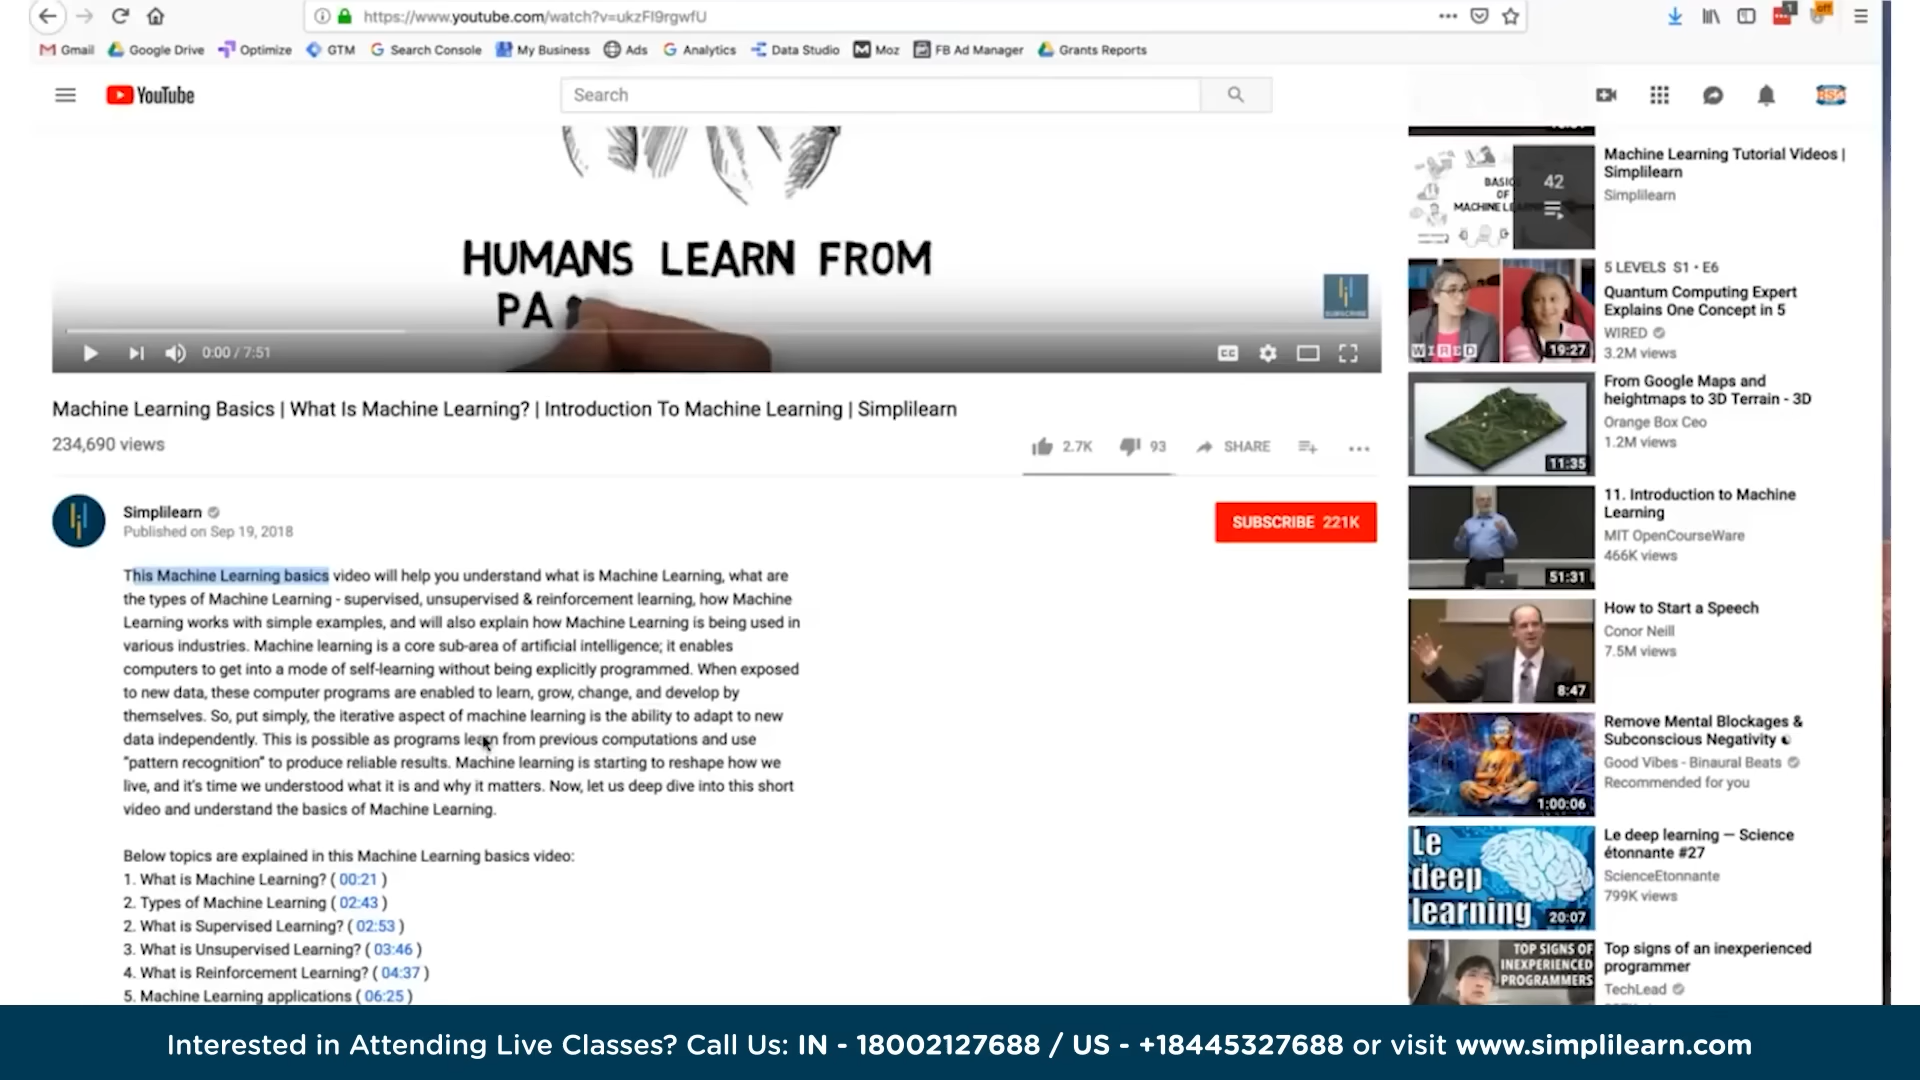 https://www.youtube.com/watch?v=ukzFI9rgwfU
1
off
Gmail Google Drive Optimize GTM Search Console My Business Ads Analytics Data Studio Moz FB Ad Manager Grants Reports
YouTube
Search
HUMANS LEARN FROM
PA
SUBSCRIBE
0:00 / 7:51
CC
Machine Learning Basics | What Is Machine Learning? | Introduction To Machine Learning | Simplilearn
234,690 views
2.7K 93 SHARE
Simplilearn
Published on Sep 19, 2018
SUBSCRIBE 221K
This Machine Learning basics video will help you understand what is Machine Learning, what are
the types of Machine Learning - supervised, unsupervised & reinforcement learning, how Machine
Learning works with simple examples, and will also explain how Machine Learning is being used in
various industries. Machine learning is a core sub-area of artificial intelligence; it enables
computers to get into a mode of self-learning without being explicitly programmed. When exposed
to new data, these computer programs are enabled to learn, grow, change, and develop by
themselves. So, put simply, the iterative aspect of machine learning is the ability to adapt to new
data independently. This is possible as programs learn from previous computations and use
"pattern recognition" to produce reliable results. Machine learning is starting to reshape how we
live, and it's time we understood what it is and why it matters. Now, let us deep dive into this short
video and understand the basics of Machine Learning.
Below topics are explained in this Machine Learning basics video:
1. What is Machine Learning? ( 00:21 )
2. Types of Machine Learning ( 02:43 )
2. What is Supervised Learning? ( 02:53 )
3. What is Unsupervised Learning? ( 03:46 )
4. What is Reinforcement Learning? ( 04:37 )
5. Machine Learning applications ( 06:25 )
BASIC
OF
MACHINE LE
42
Machine Learning Tutorial Videos |
Simplilearn
Simplilearn
WIRED
19:27
5 LEVELS S1 • E6
Quantum Computing Expert
Explains One Concept in 5
WIRED
3.2M views
11:35
From Google Maps and
heightmaps to 3D Terrain - 3D
Orange Box Ceo
1.2M views
51:31
11. Introduction to Machine
Learning
MIT OpenCourseWare
466K views
8:47
How to Start a Speech
Conor Neill
7.5M views
1:00:06
Remove Mental Blockages &
Subconscious Negativity
Good Vibes - Binaural Beats
Recommended for you
Le
deep
learning
20:07
Le deep learning — Science
étonnante #27
ScienceEtonnante
799K views
TOP SIGNS OF
INEXPERIENCED
PROGRAMMERS
Top signs of an inexperienced
programmer
TechLead
Interested in Attending Live Classes? Call Us: IN - 18002127688 / US - +18445327688 or visit www.simplilearn.com